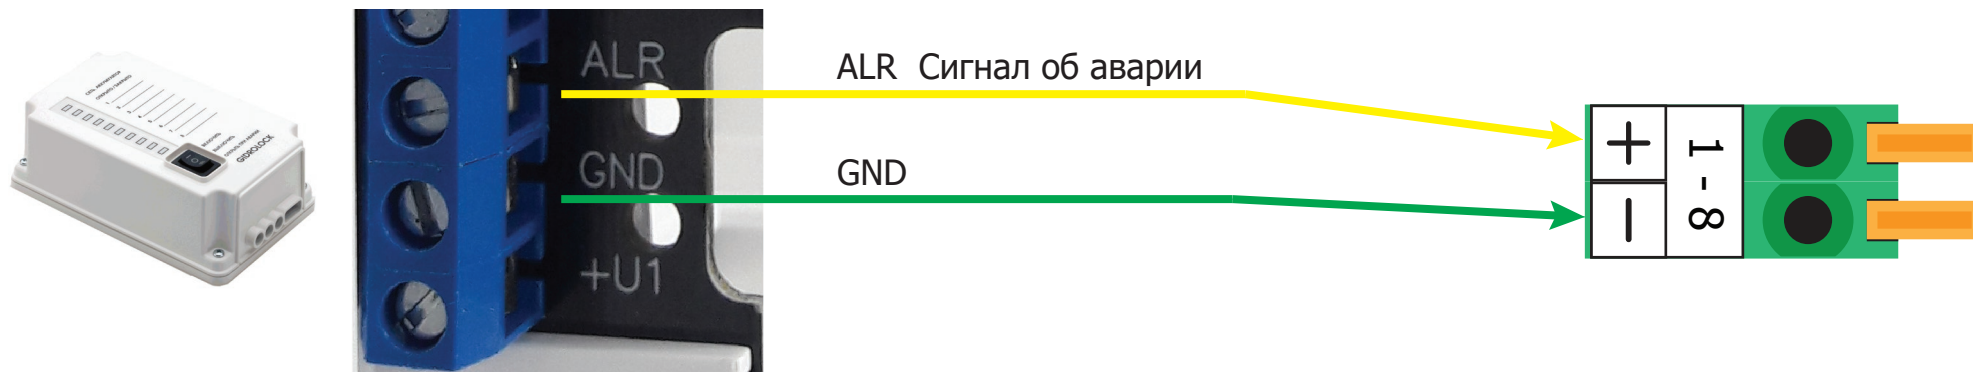 GIDROLOCK
ALR
GND
+U1
ALR Сигнал об аварии
GND
+
−
1 - 8